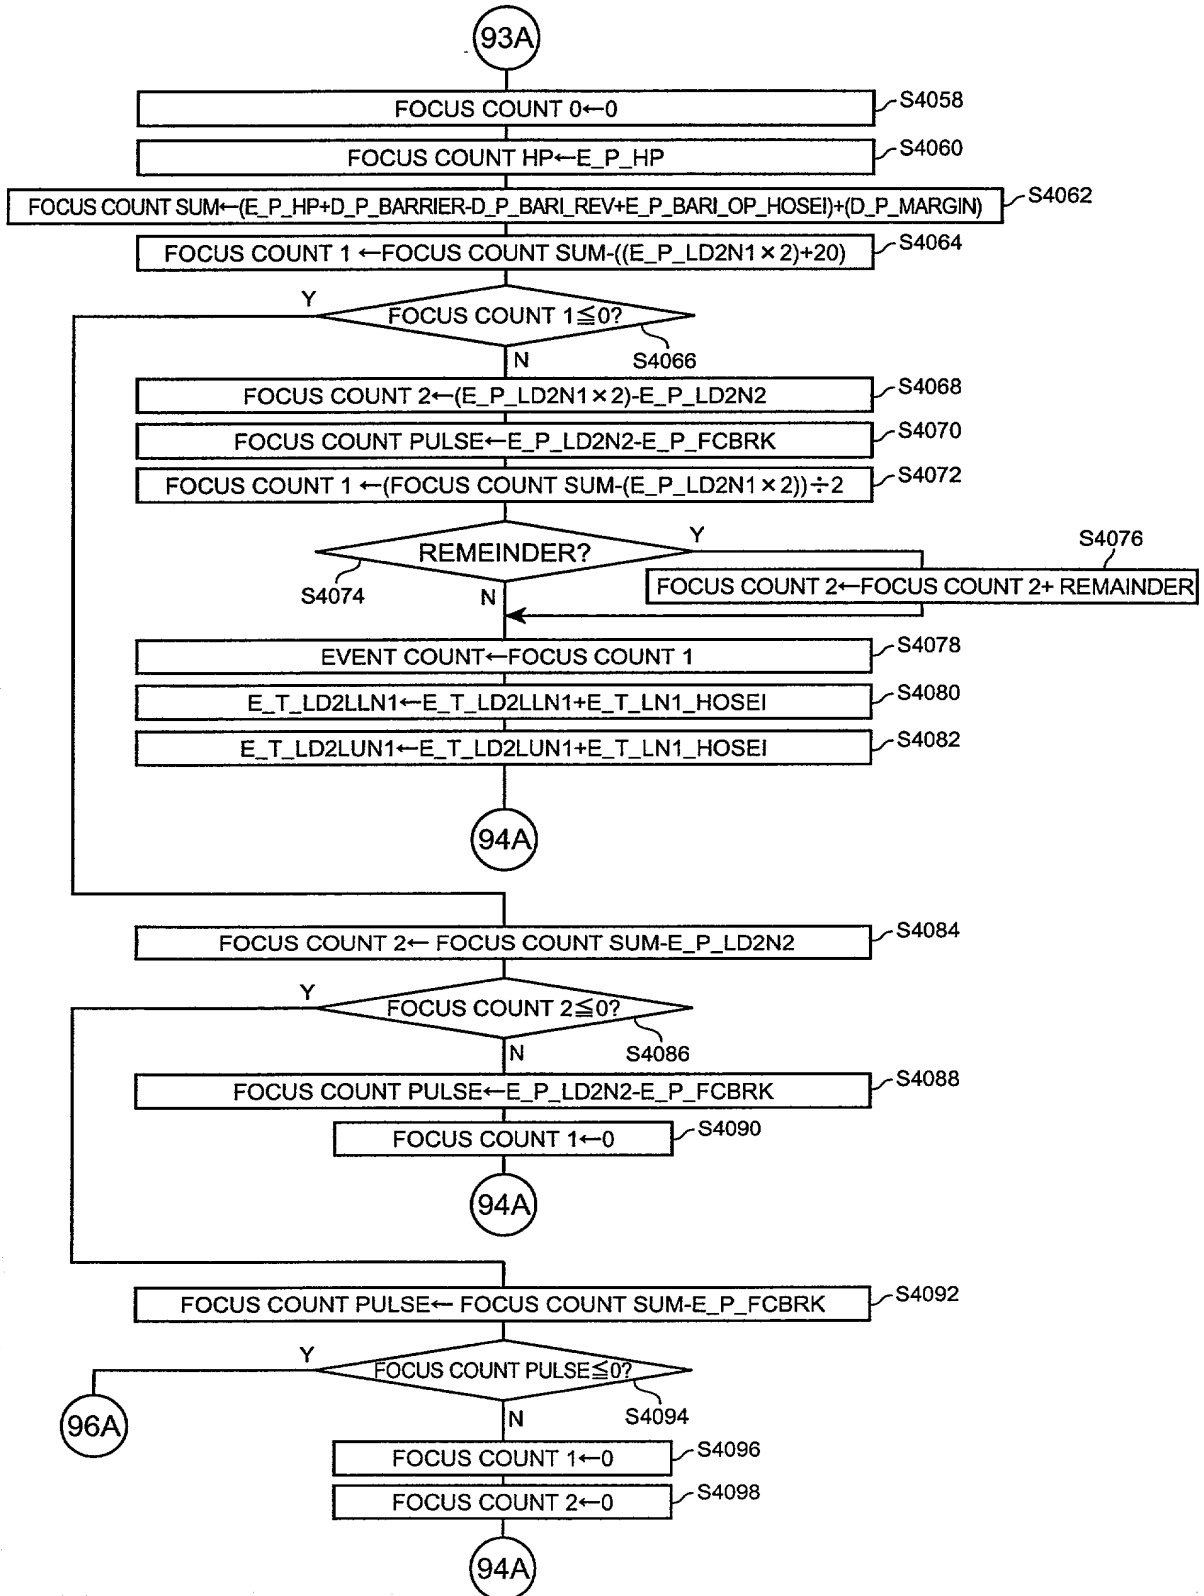 93A
FOCUS COUNT 0←0
S4058
FOCUS COUNT HP←E_P_HP
S4060
FOCUS COUNT SUM←(E_P_HP+D_P_BARRIER-D_P_BARI_REV+E_P_BARI_OP_HOSEI)+(D_P_MARGIN)
S4062
FOCUS COUNT 1 ←FOCUS COUNT SUM-((E_P_LD2N1×2)+20)
S4064
Y
FOCUS COUNT 1≦0?
S4066
N
FOCUS COUNT 2←(E_P_LD2N1×2)-E_P_LD2N2
S4068
FOCUS COUNT PULSE←E_P_LD2N2-E_P_FCBRK
S4070
FOCUS COUNT 1 ←(FOCUS COUNT SUM-(E_P_LD2N1×2))÷2
S4072
REMEINDER?
Y
S4074
N
S4076
FOCUS COUNT 2←FOCUS COUNT 2+ REMAINDER
EVENT COUNT←FOCUS COUNT 1
S4078
E_T_LD2LLN1←E_T_LD2LLN1+E_T_LN1_HOSEI
S4080
E_T_LD2LUN1←E_T_LD2LUN1+E_T_LN1_HOSEI
S4082
94A
FOCUS COUNT 2← FOCUS COUNT SUM-E_P_LD2N2
S4084
Y
FOCUS COUNT 2≦0?
S4086
N
FOCUS COUNT PULSE←E_P_LD2N2-E_P_FCBRK
S4088
FOCUS COUNT 1←0
S4090
94A
FOCUS COUNT PULSE← FOCUS COUNT SUM-E_P_FCBRK
S4092
Y
FOCUS COUNT PULSE≦0?
S4094
96A
N
FOCUS COUNT 1←0
S4096
FOCUS COUNT 2←0
S4098
94A